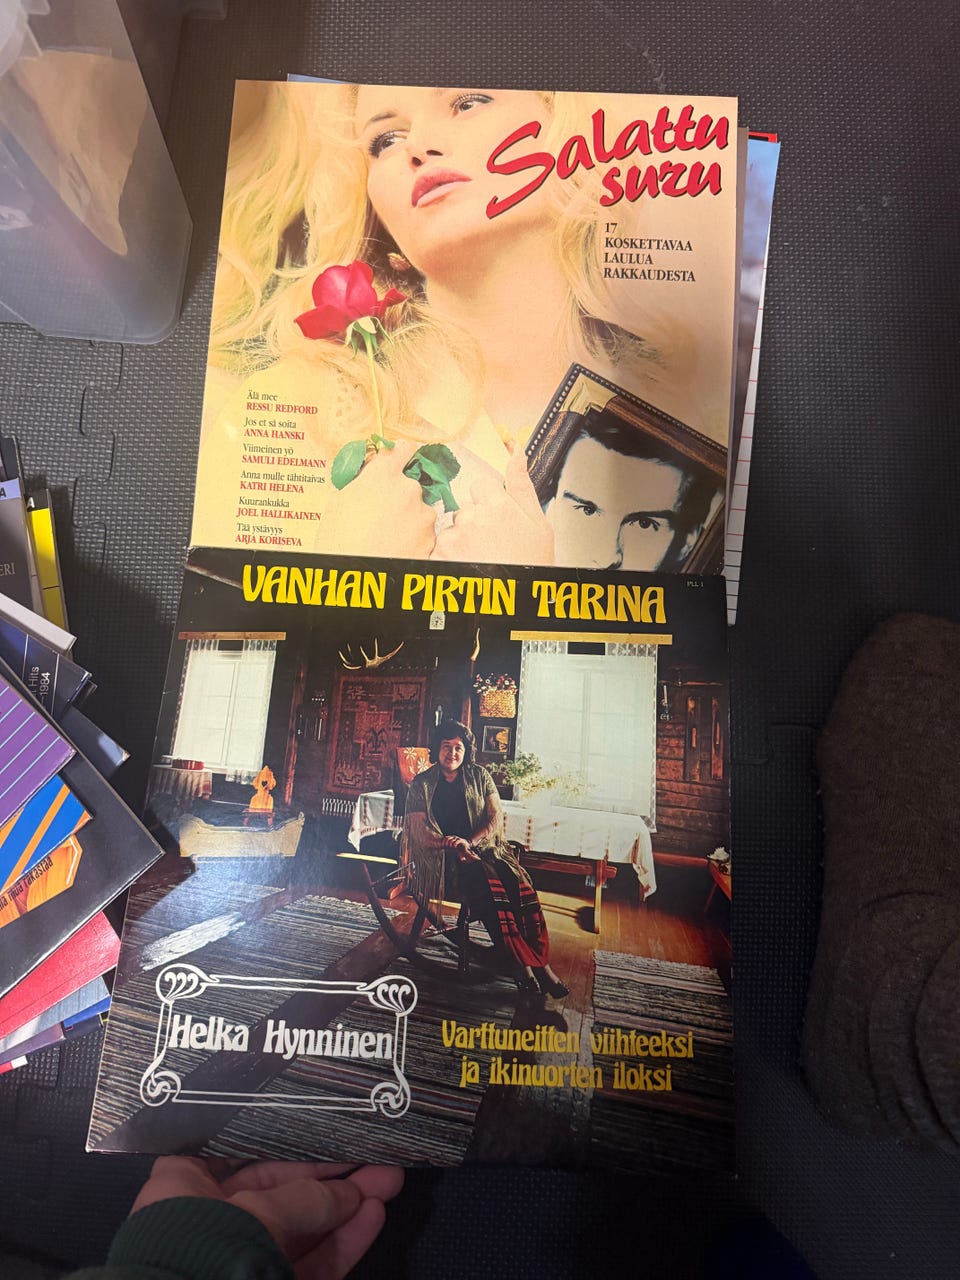 Salattu
suru
17
KOSKETTAVAA
LAULUA
RAKKAUDESTA
Älä mee
RESSU REDFORD
Jos et sä soita
ANNA HANSKI
Viimeinen yö
SAMULI EDELMANN
Anna mulle tähtitaivas
KATRI HELENA
Kuurankukka
JOEL HALLIKAINEN
Tää ystävyys
ARJA KORISEVA
VANHAN PIRTIN TARINA
PLL 1
Helka Hynninen
Varttuneitten viihteeksi
ja ikinuorten iloksi
Hits
1984